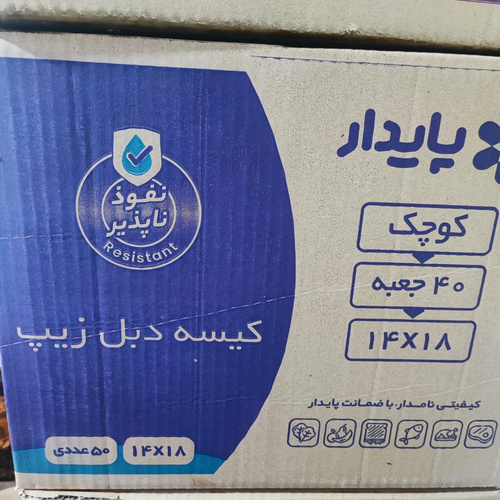 پایدار
کوچک
۴۰ جعبه
۱۴X۱۸
کیفیتی نامدار، با ضمانت پایدار
نفوذ
ناپذیر
Resistant
کیسه دبل زیپ
۱۴X۱۸
۵۰ عددی